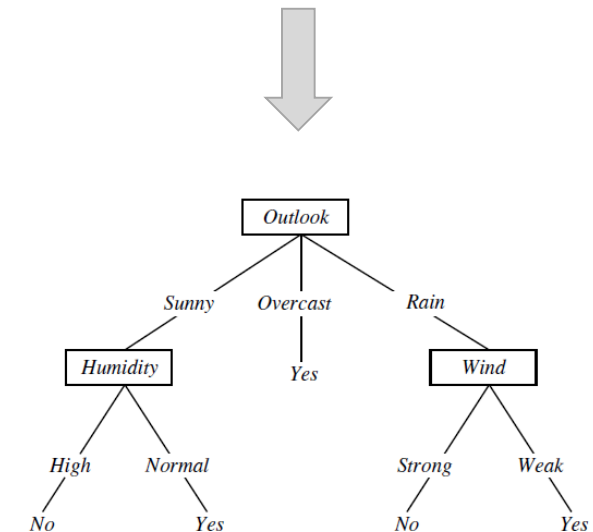 Outlook
Sunny Overcast Rain
Humidity Yes Wind
High Normal Strong Weak
No Yes No Yes